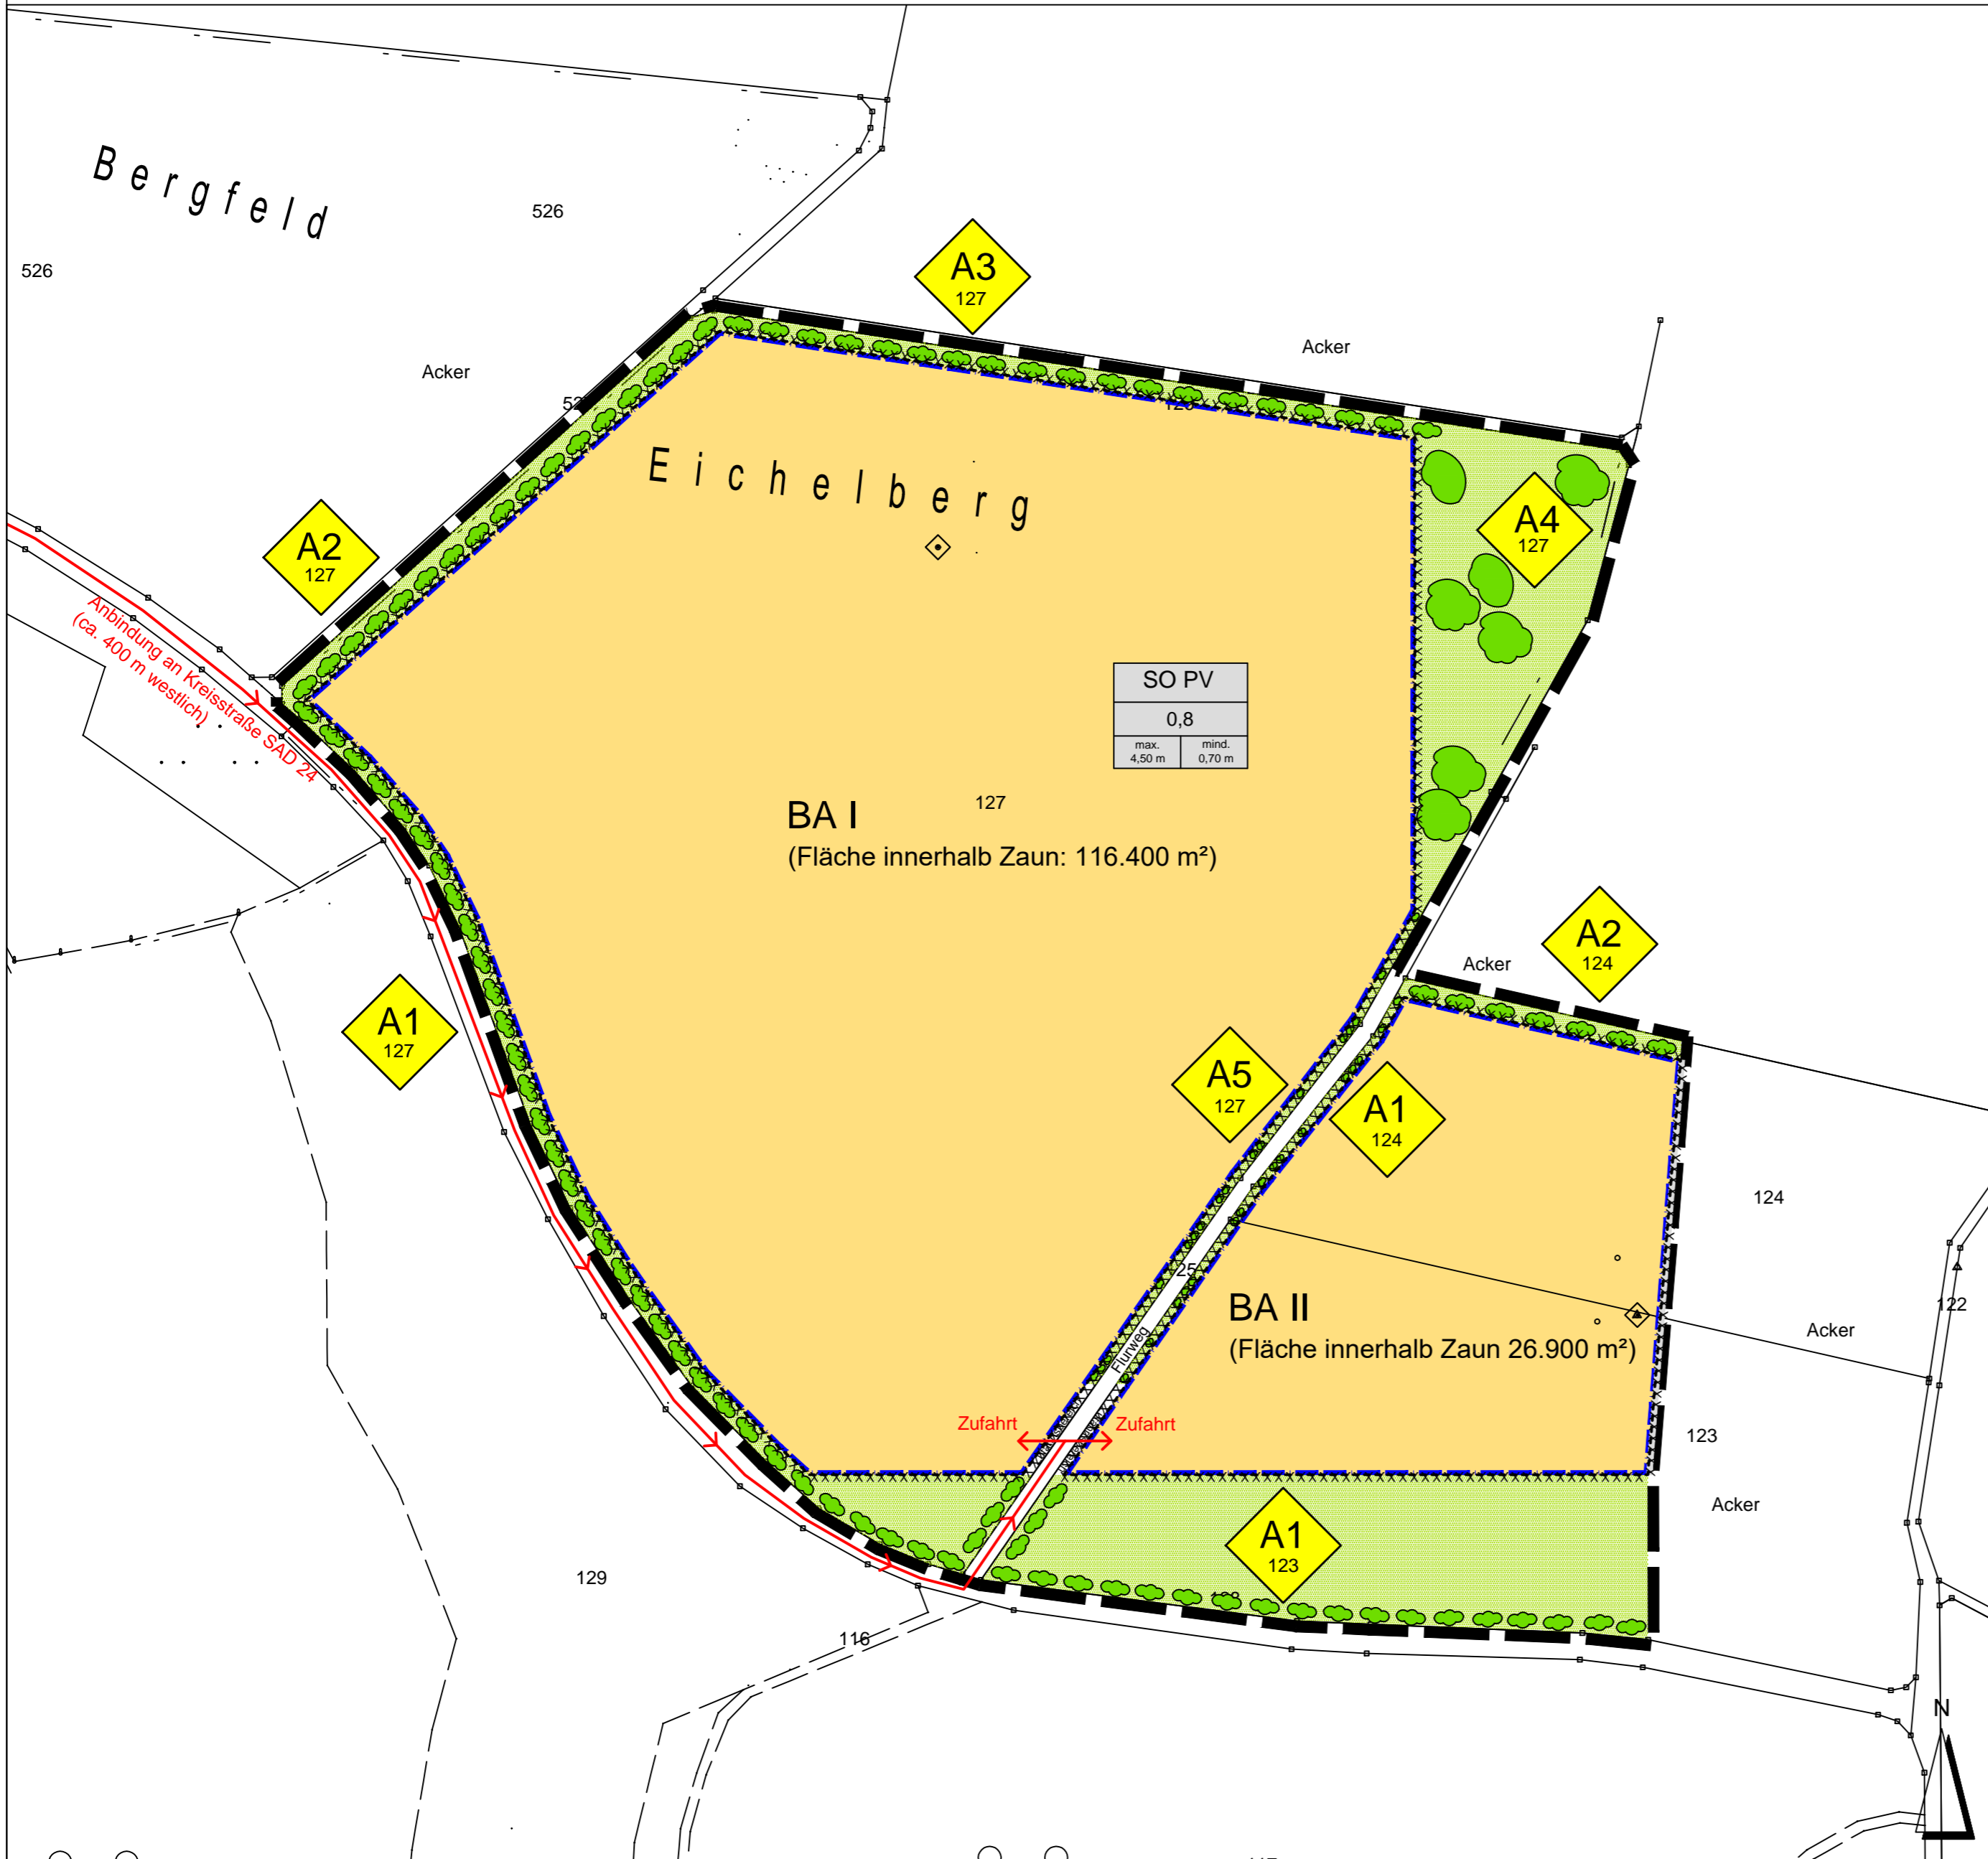 Bergfeld
526
526
A3
127
Acker
Acker
Eichelberg
A2
127
A4
127
Anbindung an Kreisstraße SAD 24
(ca. 400 m westlich)
SO PV
0,8
max.
4,50 m
mind.
0,70 m
BA I
127
(Fläche innerhalb Zaun: 116.400 m²)
A2
124
Acker
A1
127
A5
127
A1
124
124
25
BA II
122
Acker
(Fläche innerhalb Zaun 26.900 m²)
Flurweg
Zufahrt
Zufahrt
123
Acker
A1
123
129
116
N